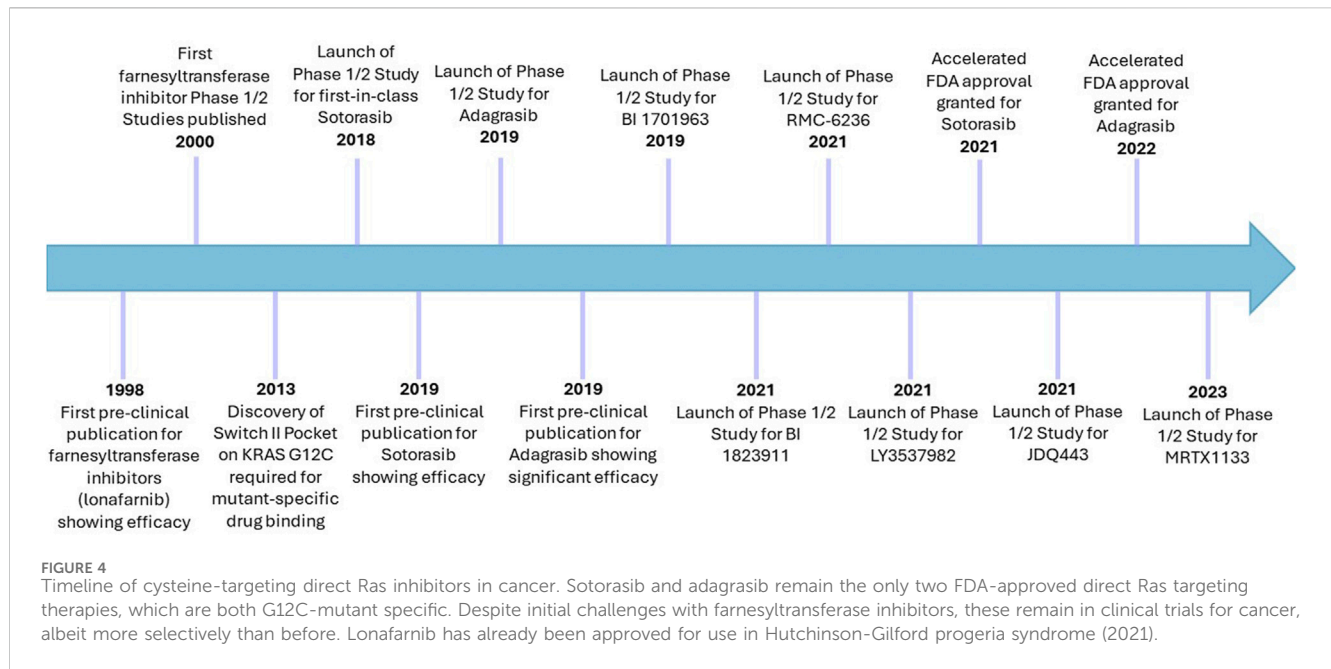 First
farnesyltransferase
inhibitor Phase 1/2
Studies published
2000
Launch of
Phase 1/2 Study
for first-in-class
Sotorasib
2018
Launch of Phase
1/2 Study for
Adagrasib
2019
Launch of Phase
1/2 Study for
BI 1701963
2019
Launch of Phase
1/2 Study for
RMC-6236
2021
Accelerated
FDA approval
granted for
Sotorasib
2021
Accelerated
FDA approval
granted for
Adagrasib
2022
1998
First pre-clinical
publication for
farnesyltransferase
inhibitors
(lonafarnib)
showing efficacy
2013
Discovery of
Switch II Pocket
on KRAS G12C
required for
mutant-specific
drug binding
2019
First pre-clinical
publication for
Sotorasib
showing efficacy
2019
First pre-clinical
publication for
Adagrasib showing
significant efficacy
2021
Launch of Phase 1/2
Study for BI
1823911
2021
Launch of Phase
1/2 Study for
LY3537982
2021
Launch of Phase
1/2 Study for
JDQ443
2023
Launch of Phase
1/2 Study for
MRTX1133
FIGURE 4
Timeline of cysteine-targeting direct Ras inhibitors in cancer. Sotorasib and adagrasib remain the only two FDA-approved direct Ras targeting
therapies, which are both G12C-mutant specific. Despite initial challenges with farnesyltransferase inhibitors, these remain in clinical trials for cancer,
albeit more selectively than before. Lonafarnib has already been approved for use in Hutchinson-Gilford progeria syndrome (2021).